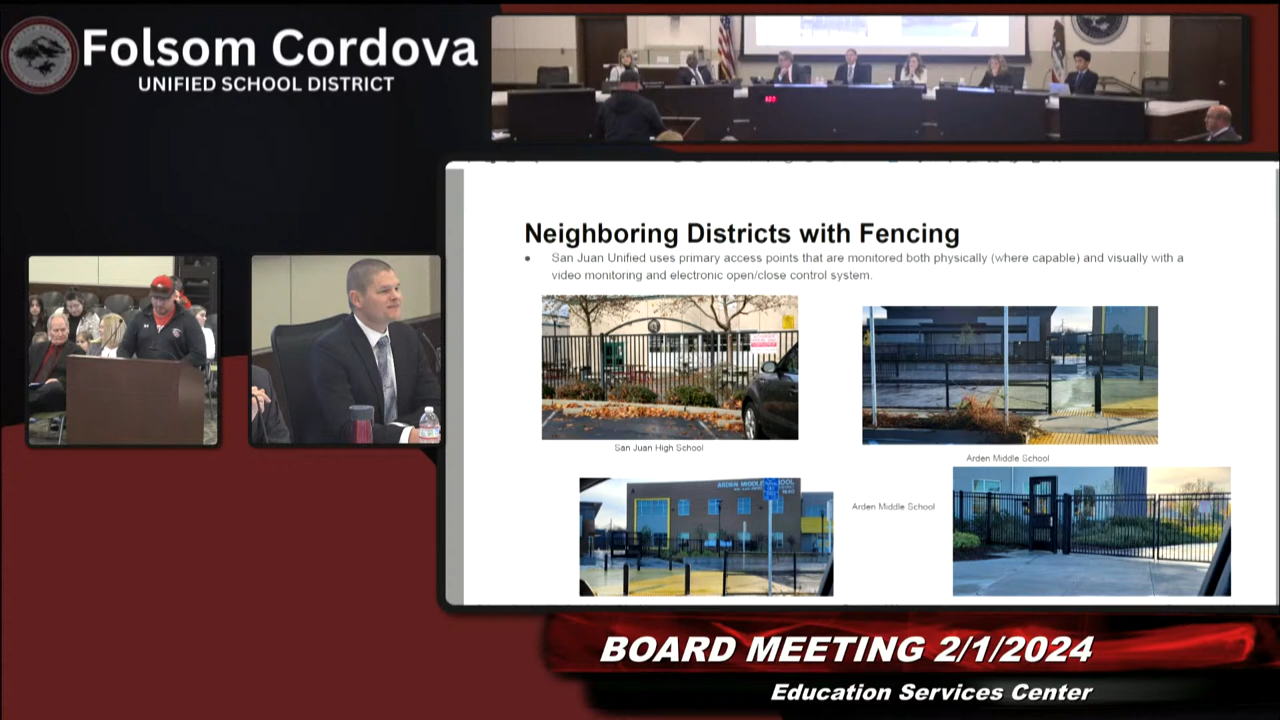 Folsom Cordova
UNIFIED SCHOOL DISTRICT
Neighboring Districts with Fencing
• San Juan Unified uses primary access points that are monitored both physically (where capable) and visually with a
video monitoring and electronic open/close control system.
San Juan High School
Arden Middle School
ARDEN MIDDLE SCHOOL
Arden Middle School
BOARD MEETING 2/1/2024
Education Services Center